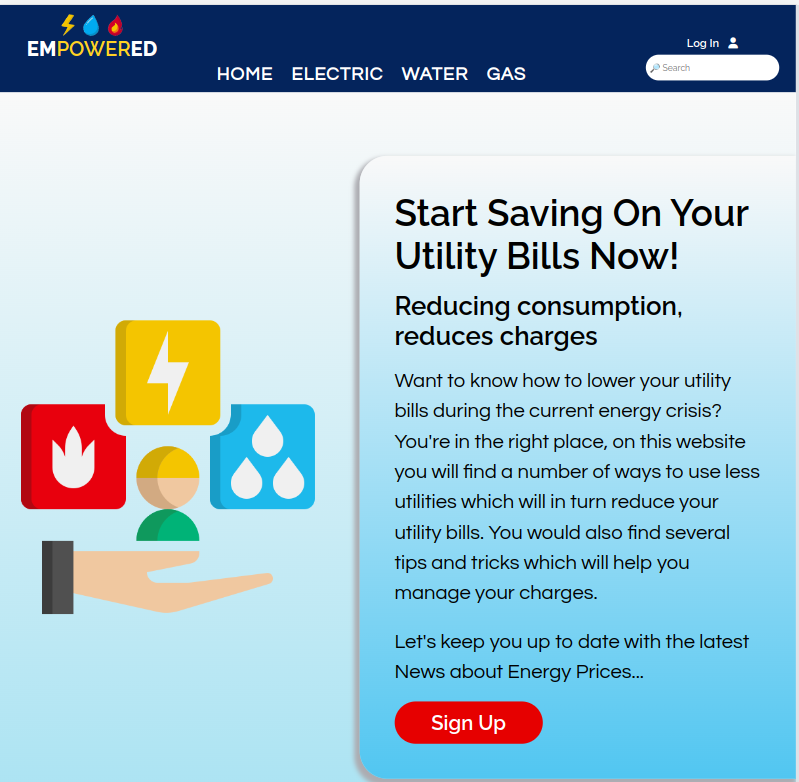 EMPOWERED
Log In
Search
HOME ELECTRIC WATER GAS
Start Saving On Your
Utility Bills Now!
Reducing consumption,
reduces charges
Want to know how to lower your utility
bills during the current energy crisis?
You're in the right place, on this website
you will find a number of ways to use less
utilities which will in turn reduce your
utility bills. You would also find several
tips and tricks which will help you
manage your charges.
Let's keep you up to date with the latest
News about Energy Prices...
Sign Up